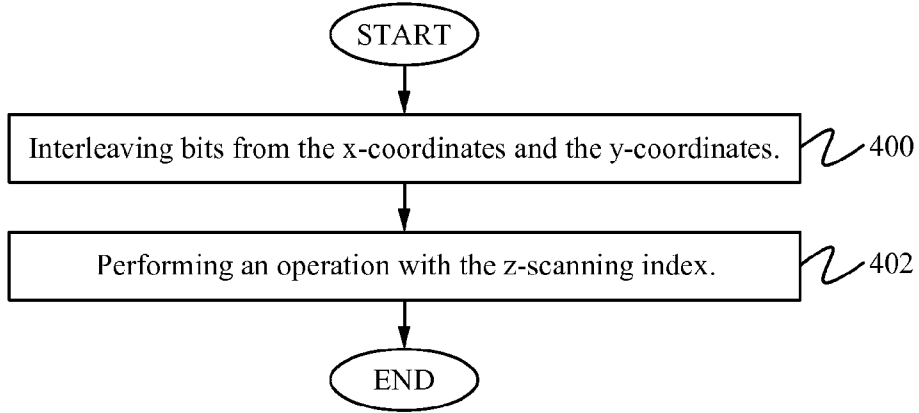 START
Interleaving bits from the x-coordinates and the y-coordinates.
400
Performing an operation with the z-scanning index.
402
END